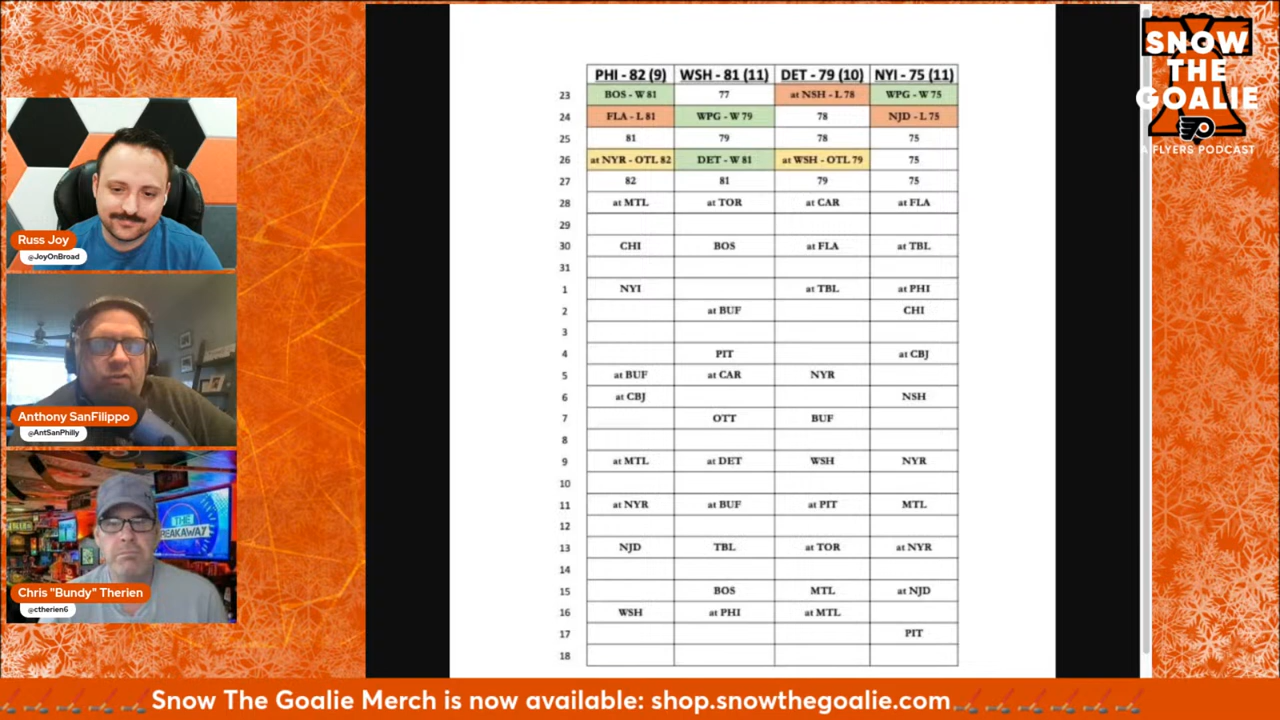 SNOW
THE
GOALIE
A FLYERS PODCAST
Russ Joy
@JoyOnBroad
Anthony SanFilippo
@AntSanPhilly
THE
BREAKAWAY
Chris "Bundy" Therien
@ctherien6
PHI - 82 (9) WSH - 81 (11) DET - 79 (10) NYI - 75 (11)
23 BOS - W 81 77 at NSH - L 78 WPG - W 75
24 FLA - L 81 WPG - W 79 78 NJD - L 75
25 81 79 78 75
26 at NYR - OTL 82 DET - W 81 at WSH - OTL 79 75
27 82 81 79 75
28 at MTL at TOR at CAR at FLA
29
30 CHI BOS at FLA at TBL
31
1 NYI at TBL at PHI
2 at BUF CHI
3
4 PIT at CBJ
5 at BUF at CAR NYR
6 at CBJ NSH
7 OTT BUF
8
9 at MTL at DET WSH NYR
10
11 at NYR at BUF at PIT MTL
12
13 NJD TBL at TOR at NYR
14
15 BOS MTL at NJD
16 WSH at PHI at MTL
17 PIT
18
Snow The Goalie Merch is now available: shop.snowthegoalie.com